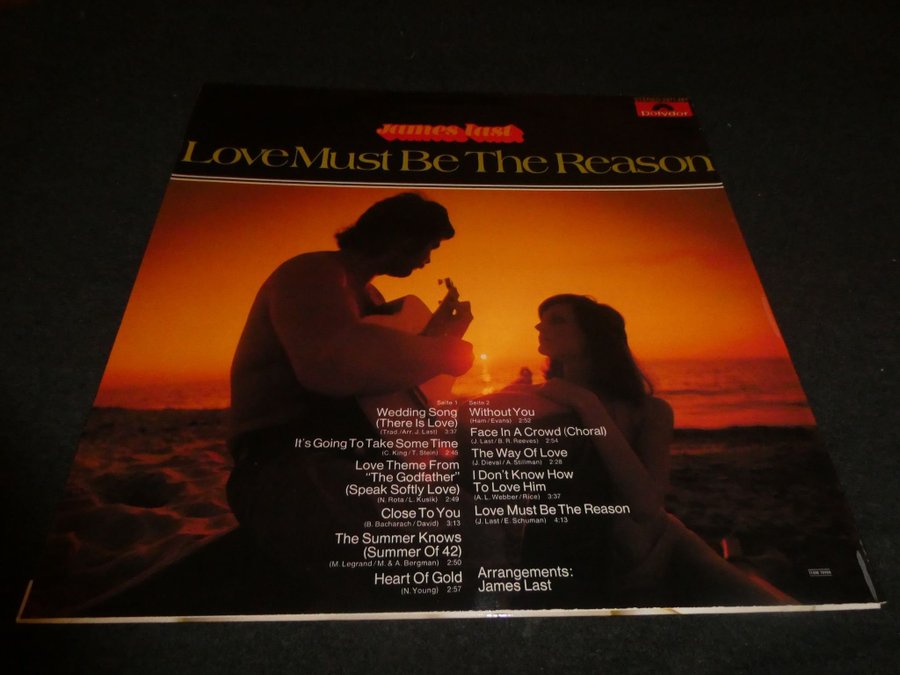 Polydor
James Last
Love Must Be The Reason
Seite 1
Wedding Song
(There Is Love)
(Trad./Arr. J. Last) 3:37
It's Going To Take Some Time
(C. King/T. Stein) 2:45
Love Theme From
"The Godfather"
(Speak Softly Love)
(N. Rota/L. Kusik) 2:49
Close To You
(B. Bacharach/David) 3:13
The Summer Knows
(Summer Of 42)
(M. Legrand/M. & A. Bergman) 2:50
Heart Of Gold
(N. Young) 2:57
Seite 2
Without You
(Ham/Evans) 2:52
Face In A Crowd (Choral)
(J. Last/B. R. Reeves) 2:54
The Way Of Love
(J. Dieval/A. Stillman) 2:28
I Don't Know How
To Love Him
(A. L. Webber/Rice) 3:37
Love Must Be The Reason
(J. Last/E. Schuman) 4:13
Arrangements:
James Last